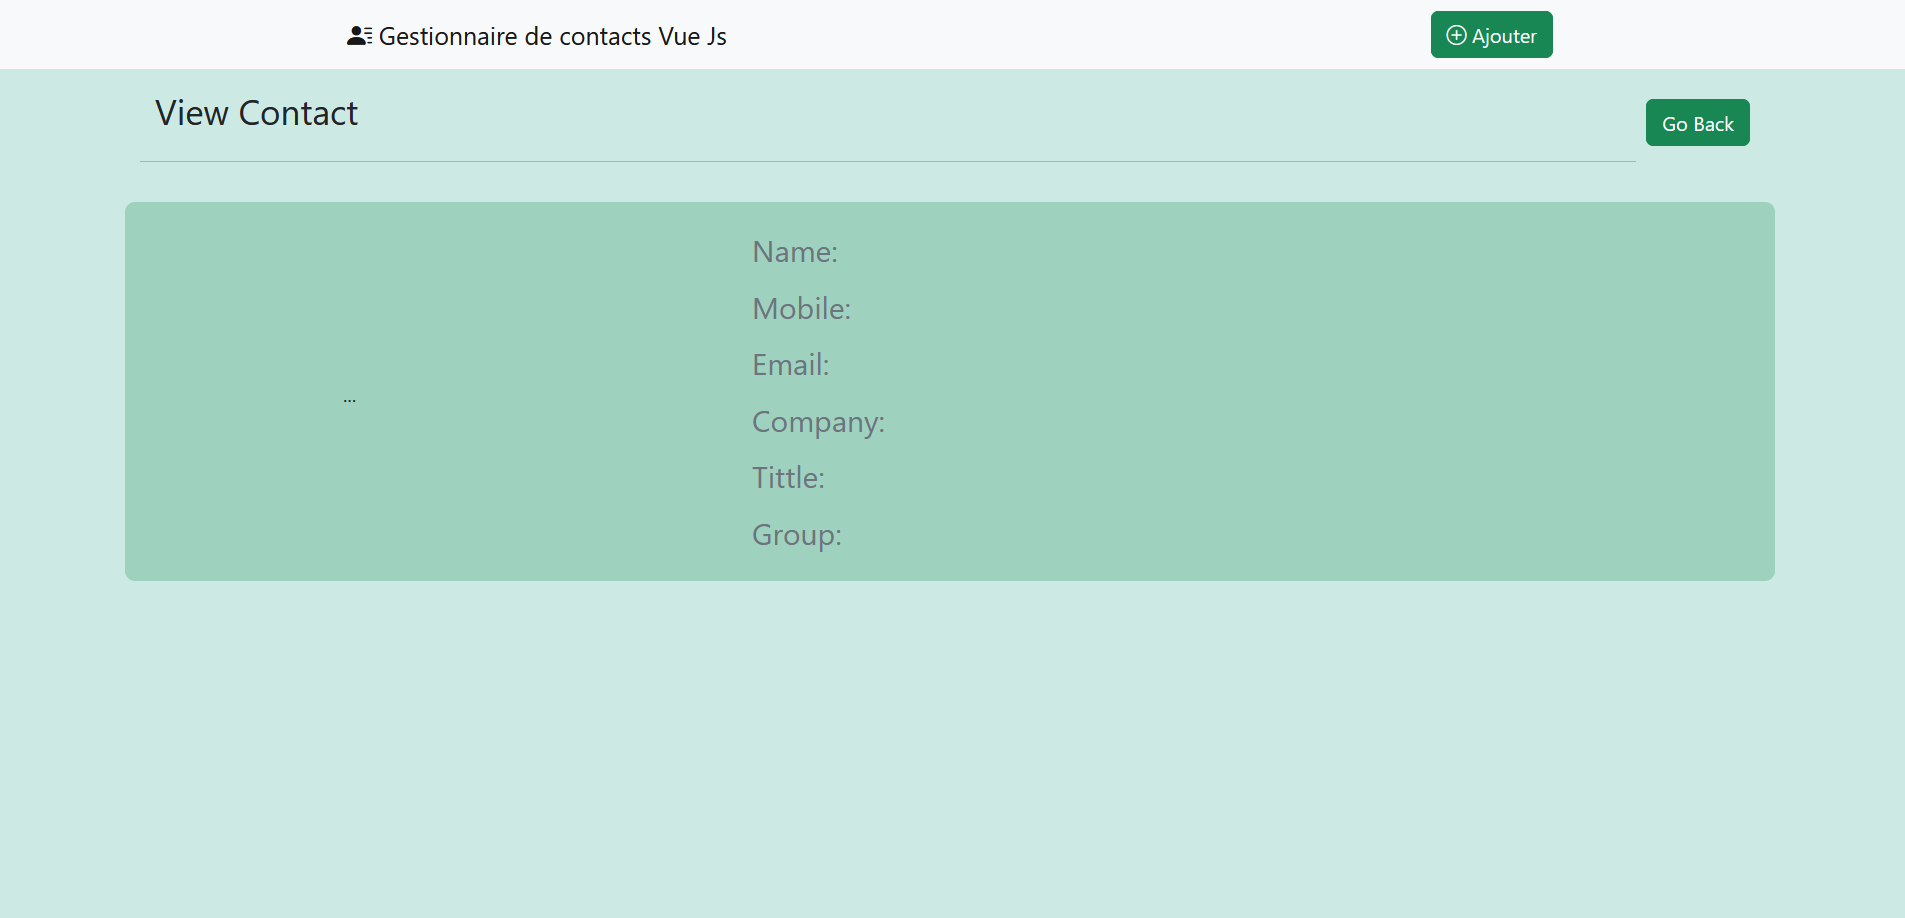 Gestionnaire de contacts Vue Js
Ajouter
View Contact
Go Back
Name:
Mobile:
Email:
...
Company:
Tittle:
Group: